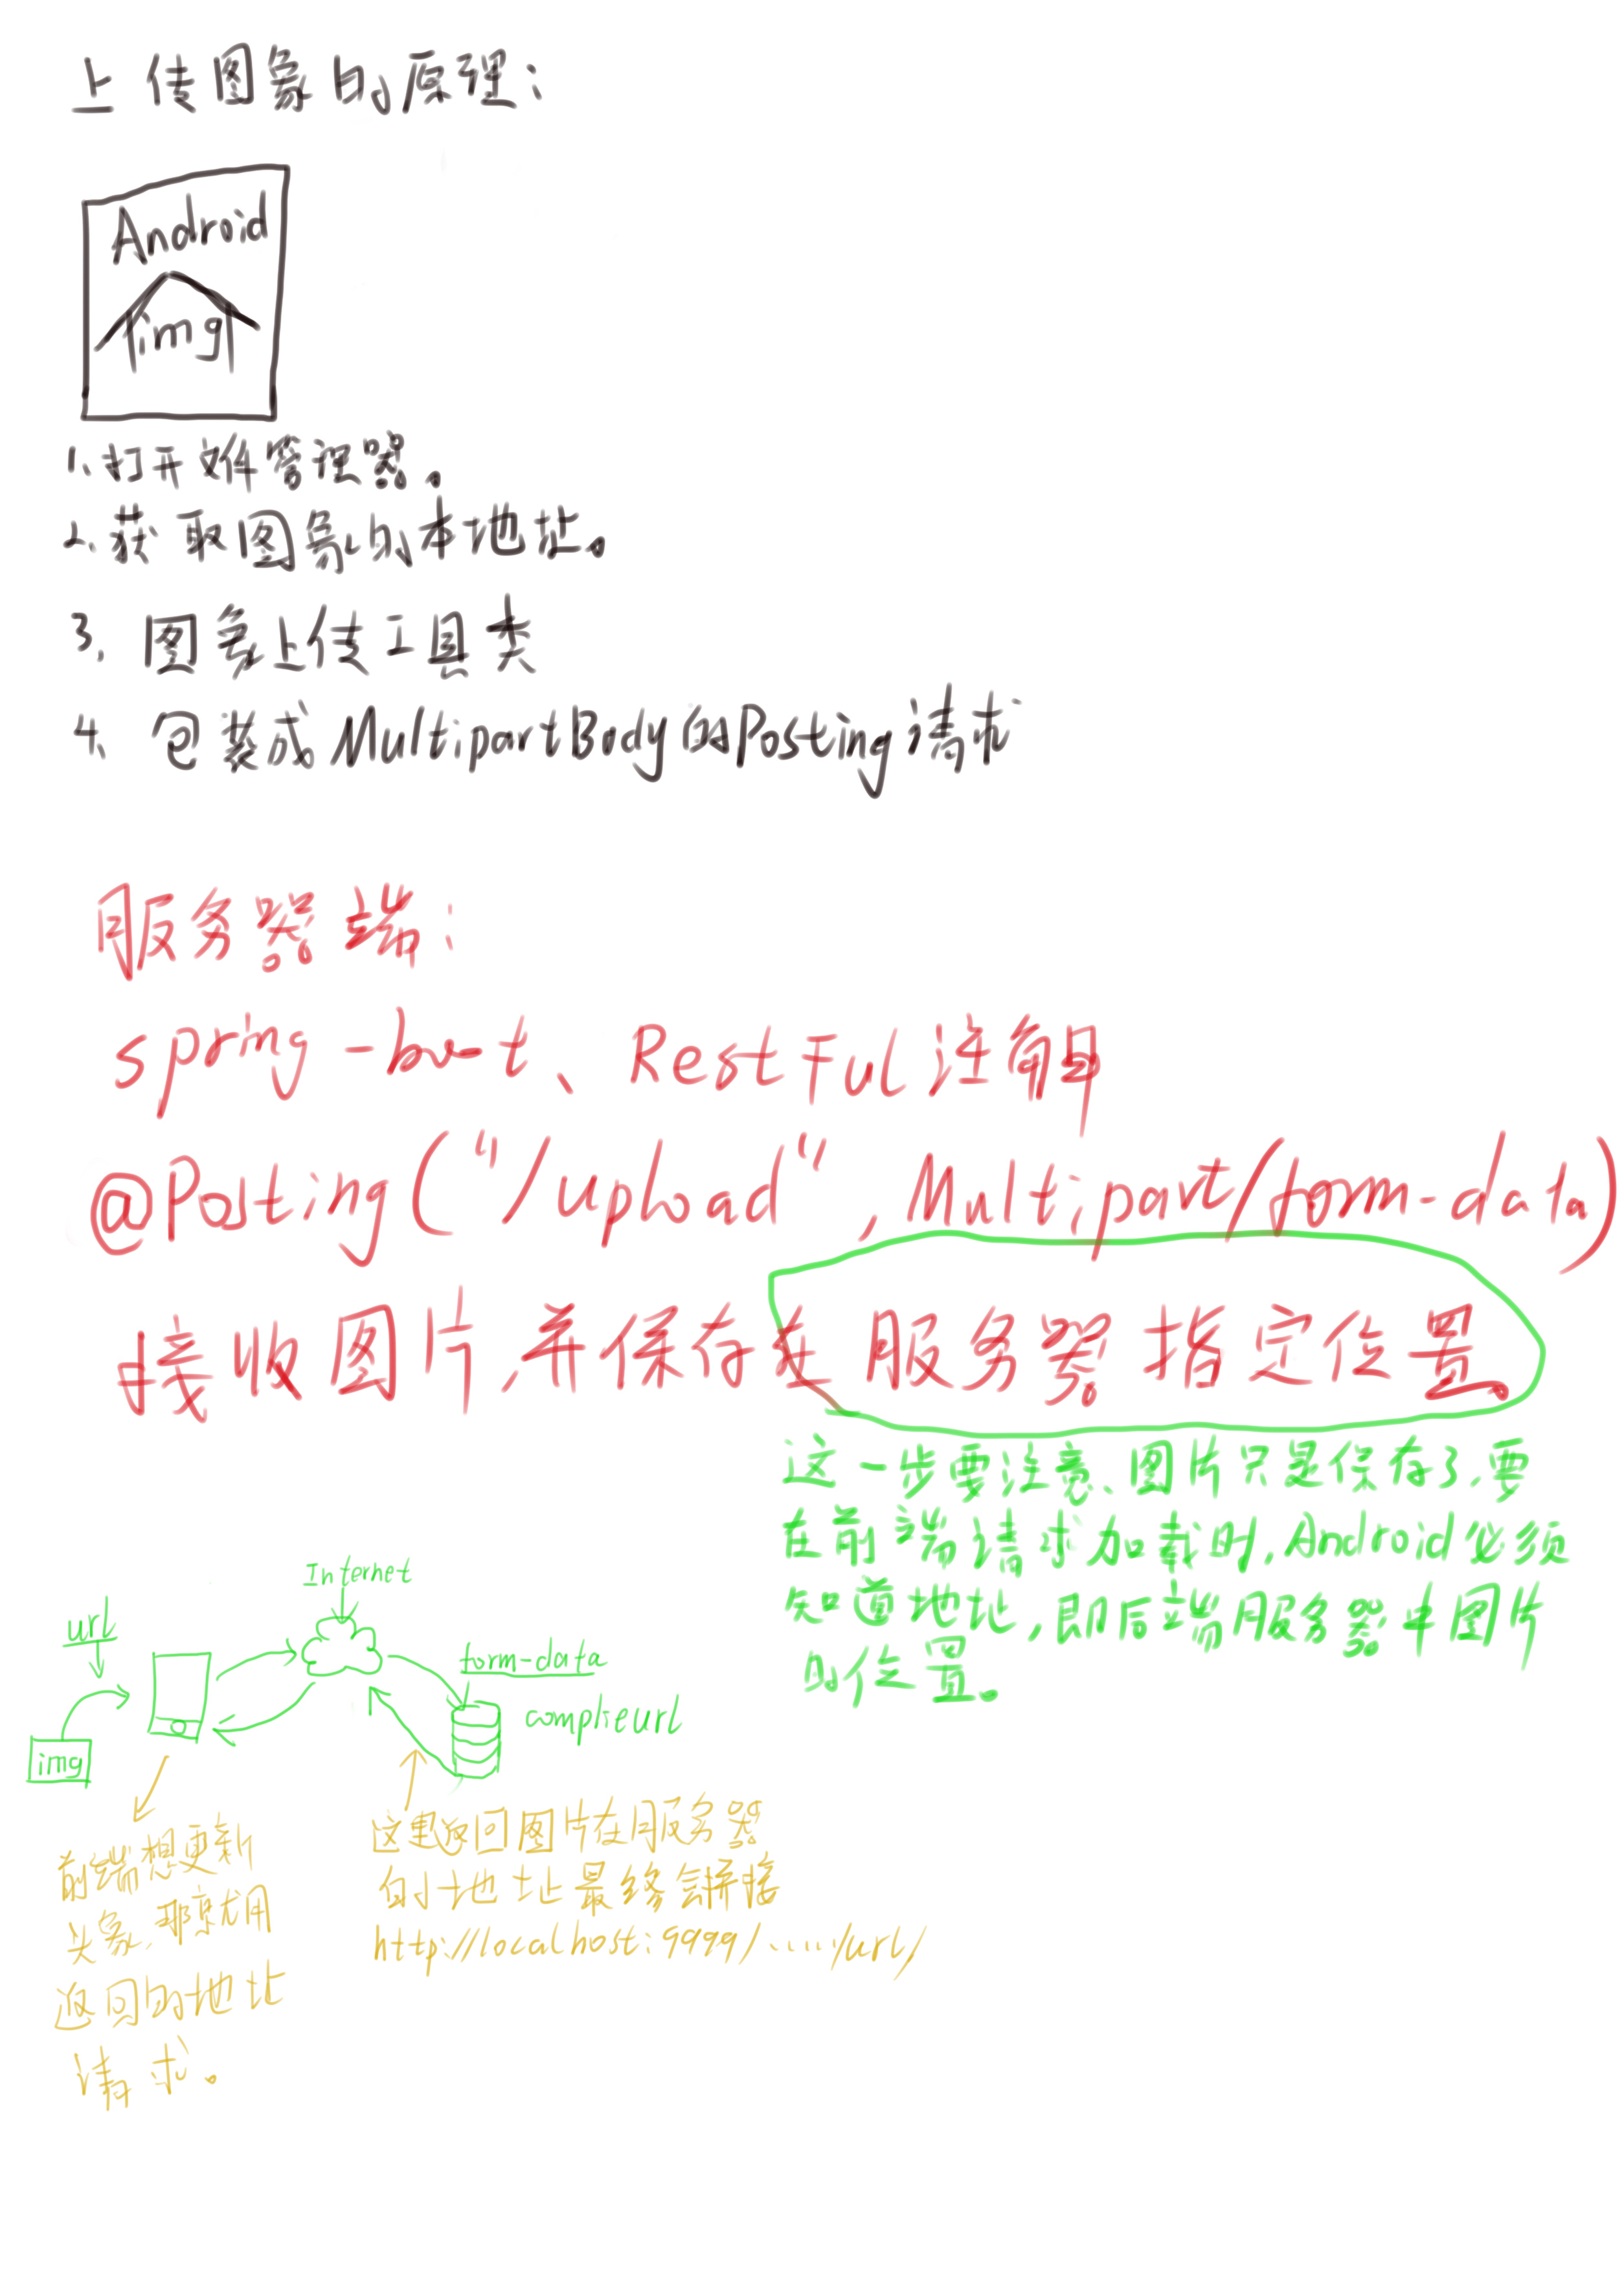 上传图象的原理:
Android
img
1、打开文件管理器。
2、获取图象的本地址。
3、图象上传工具类
4、包装成MultipartBody的Posting请求
服务器端:
spring-boot、RestFul注解
@Posting("/upload", Multipart/form-data)
接收图片,并保存在服务器指定位置。
这一步要注意、图片只是保存了、要
在前端请求加载时,Android必须
知道地址,即后端服务器中图片
的位置。
Internet
url
form-data
complieurl
img
前端想更新
头象、那就用
返回的地址
请求。
这里返回图片在服务器
的地址最终会拼接
http://localhost:9999/....../url/